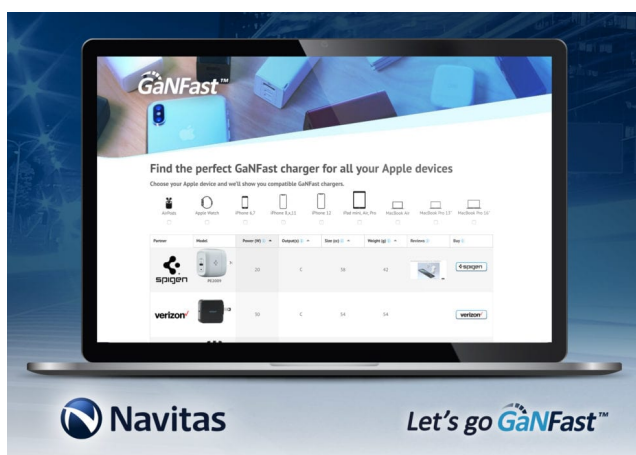 GaNFast™
Find the perfect GaNFast charger for all your Apple devices
Choose your Apple device and we'll show you compatible GaNFast chargers.
AirPods Apple Watch iPhone 6,7 iPhone 8,x,11 iPhone 12 iPad mini, Air, Pro MacBook Air MacBook Pro 13" MacBook Pro 16"
Partner Model Power (W) Output(s) Size (cc) Weight (g) Reviews Buy
spigen 20 C 38 42 spigen
verizon✓ 30 C 54 54 verizon✓
Navitas Let's go GaNFast™